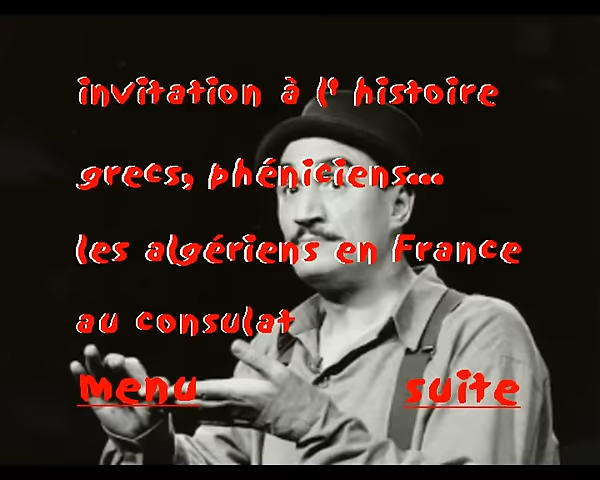 invitation à l' histoire
grecs, phéniciens...
les algériens en France
au consulat
menu suite